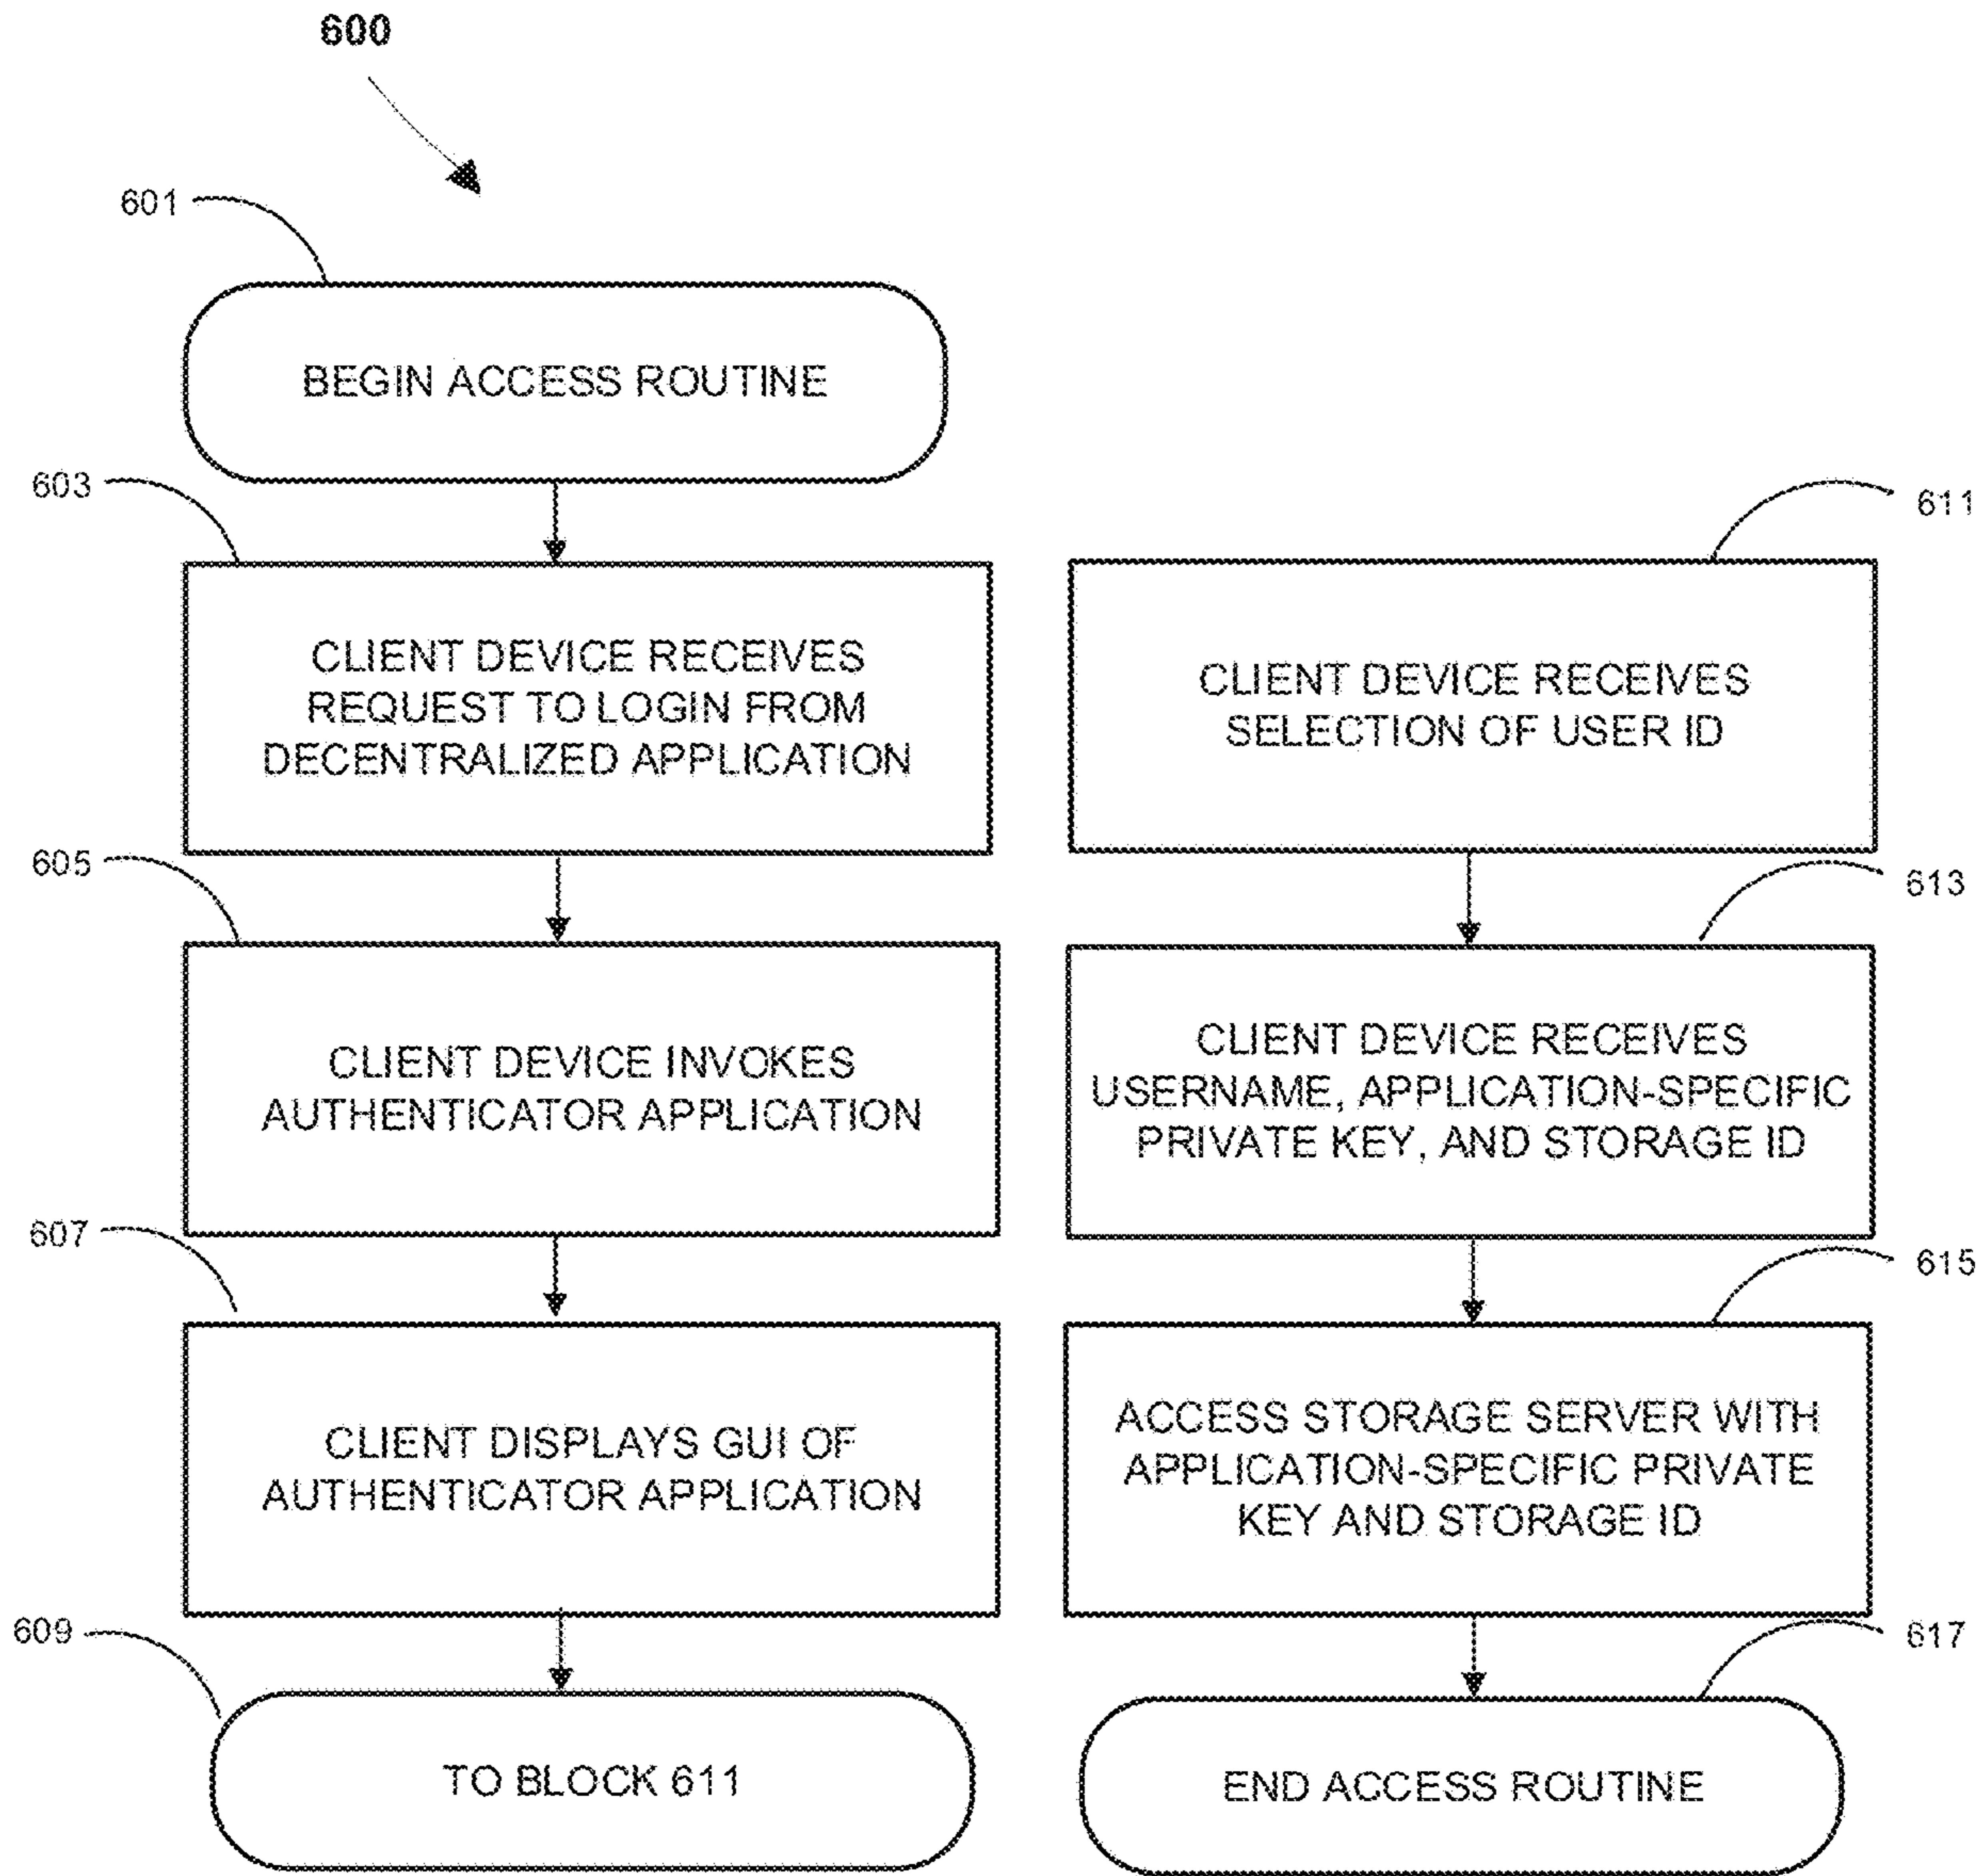 600
601
BEGIN ACCESS ROUTINE
603
CLIENT DEVICE RECEIVES
REQUEST TO LOGIN FROM
DECENTRALIZED APPLICATION
605
CLIENT DEVICE INVOKES
AUTHENTICATOR APPLICATION
607
CLIENT DISPLAYS GUI OF
AUTHENTICATOR APPLICATION
609
TO BLOCK 611
611
CLIENT DEVICE RECEIVES
SELECTION OF USER ID
613
CLIENT DEVICE RECEIVES
USERNAME, APPLICATION-SPECIFIC
PRIVATE KEY, AND STORAGE ID
615
ACCESS STORAGE SERVER WITH
APPLICATION-SPECIFIC PRIVATE
KEY AND STORAGE ID
617
END ACCESS ROUTINE